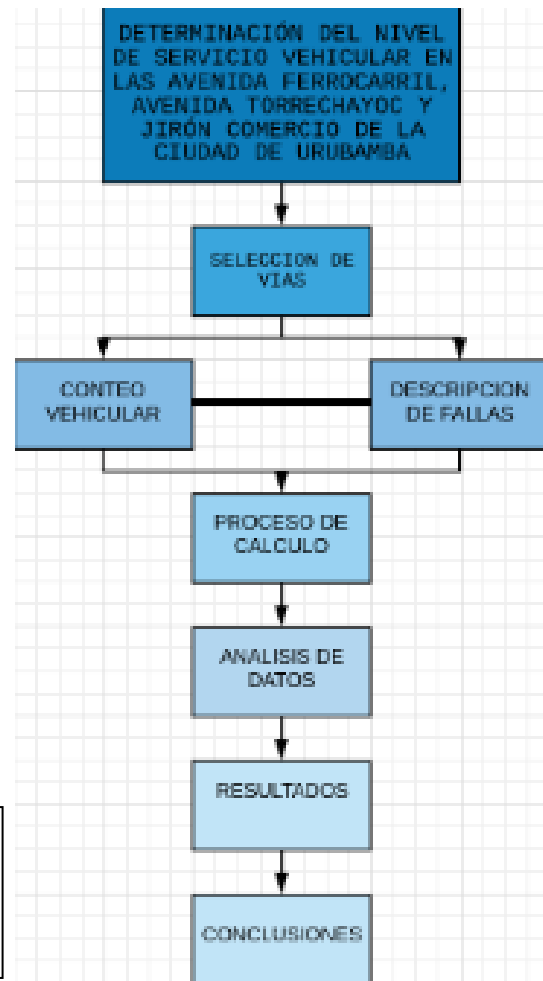 DETERMINACIÓN DEL NIVEL
DE SERVICIO VEHICULAR EN
LAS AVENIDA FERROCARRIL,
AVENIDA TORRECHAYOC Y
JIRÓN COMERCIO DE LA
CIUDAD DE URUBAMBA
SELECCION DE
VIAS
CONTEO
VEHICULAR
DESCRIPCION
DE FALLAS
PROCESO DE
CALCULO
ANALISIS DE
DATOS
RESULTADOS
CONCLUSIONES